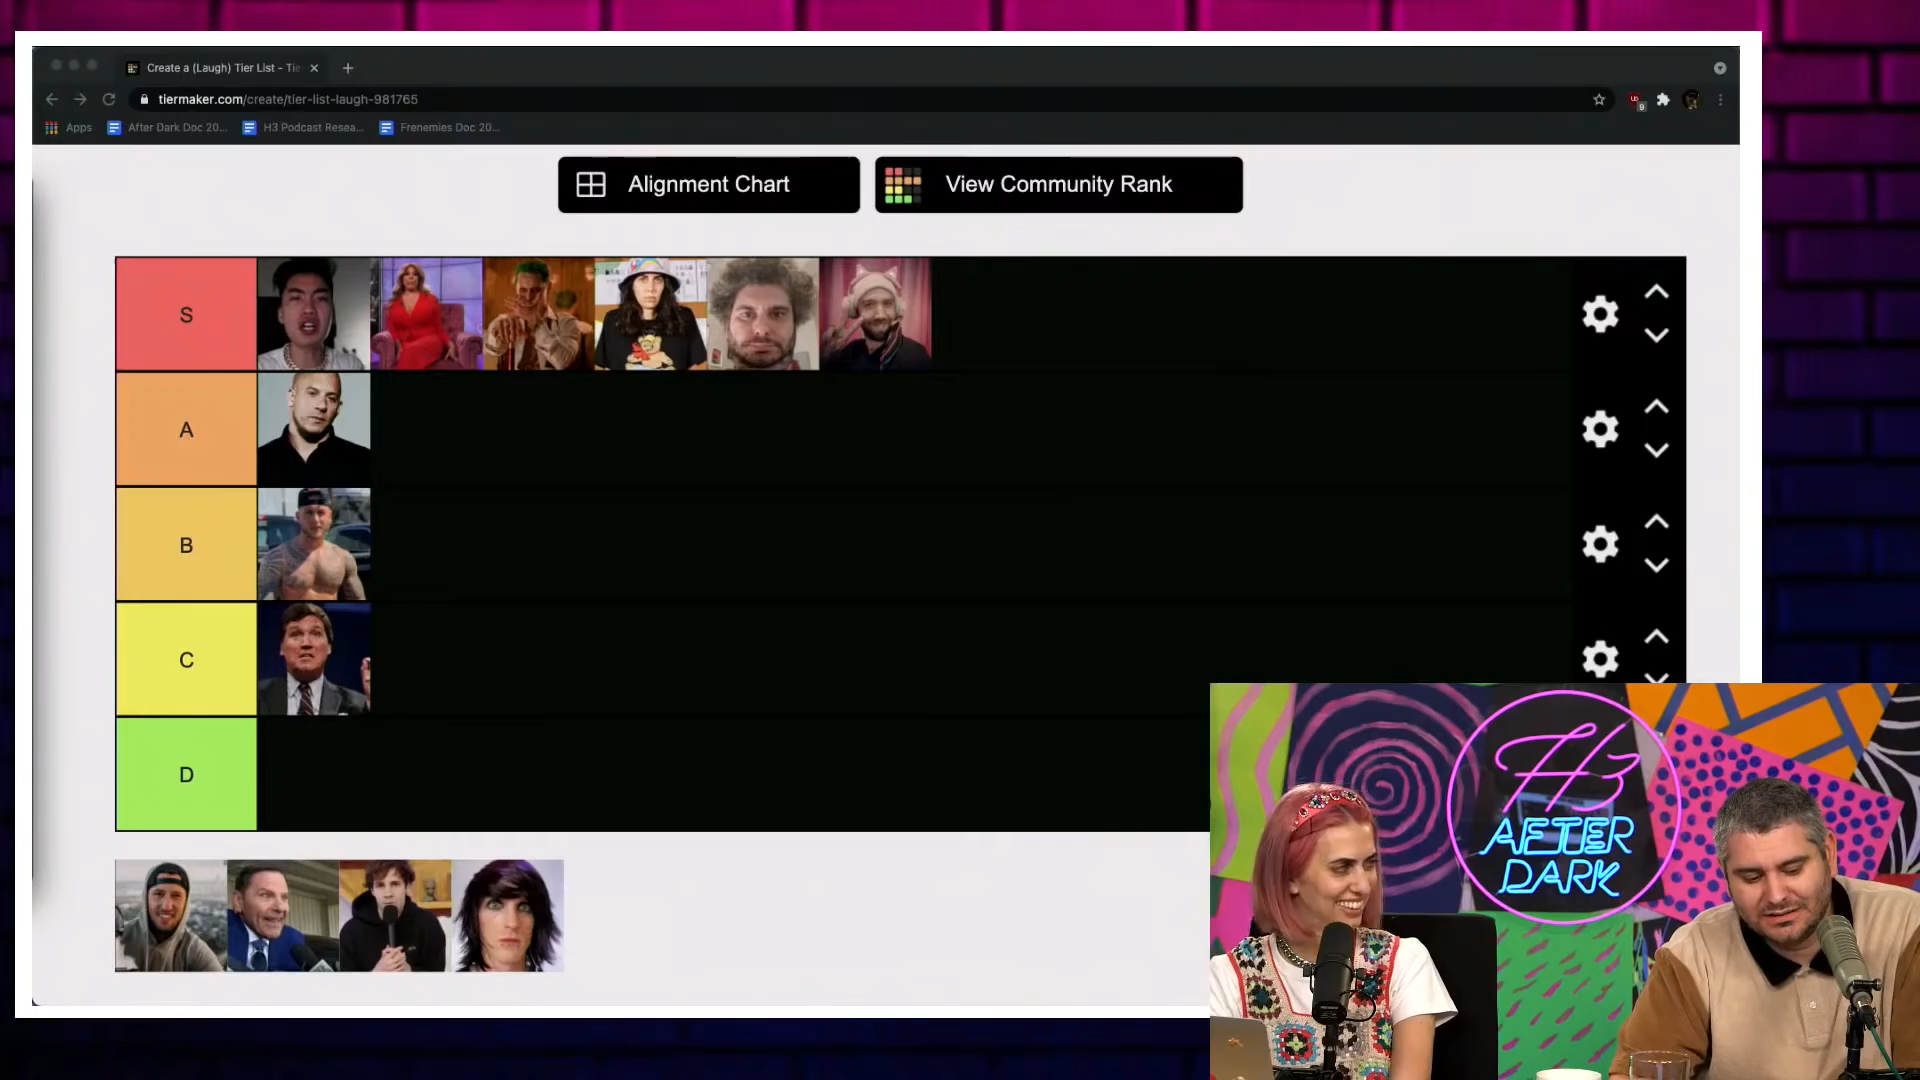 Create a (Laugh) Tier List - Tie
tiermaker.com/create/tier-list-laugh-981765
Apps
After Dark Doc 20...
H3 Podcast Resea...
Frenemies Doc 20...
9
Alignment Chart
View Community Rank
S
A
B
C
D
H3
AFTER
DARK